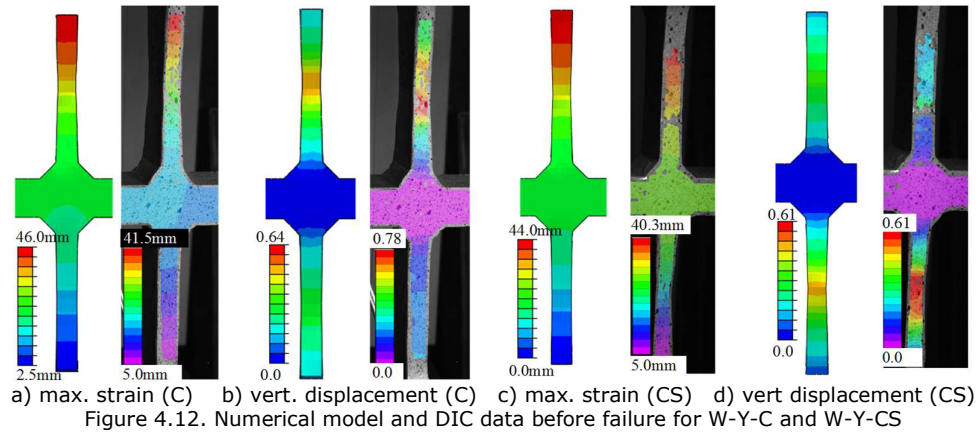 46.0mm
2.5mm
41.5mm
5.0mm
0.64
0.0
0.78
0.0
44.0mm
0.0mm
40.3mm
5.0mm
0.61
0.0
0.61
0.0
a) max. strain (C) b) vert. displacement (C) c) max. strain (CS) d) vert displacement (CS)
Figure 4.12. Numerical model and DIC data before failure for W-Y-C and W-Y-CS